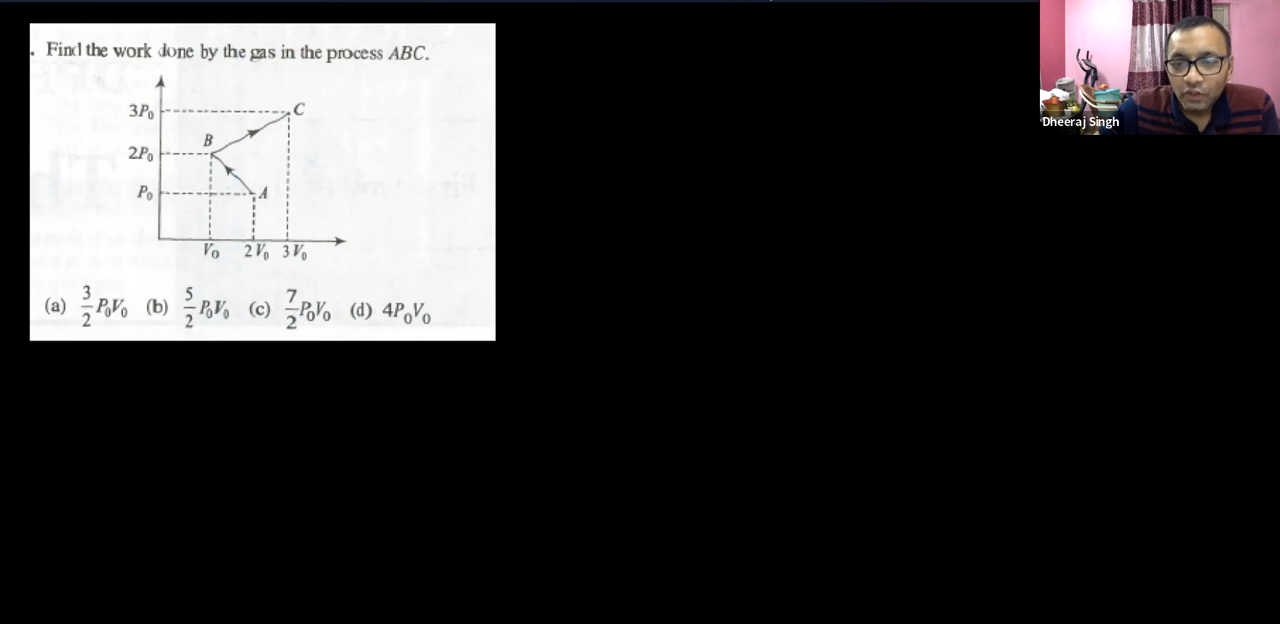 . Find the work done by the gas in the process ABC.
3P₀
C
B
2P₀
P₀
A
V₀ 2V₀ 3V₀
(a) 3/2 P₀V₀ (b) 5/2 P₀V₀ (c) 7/2 P₀V₀ (d) 4P₀V₀
Dheeraj Singh